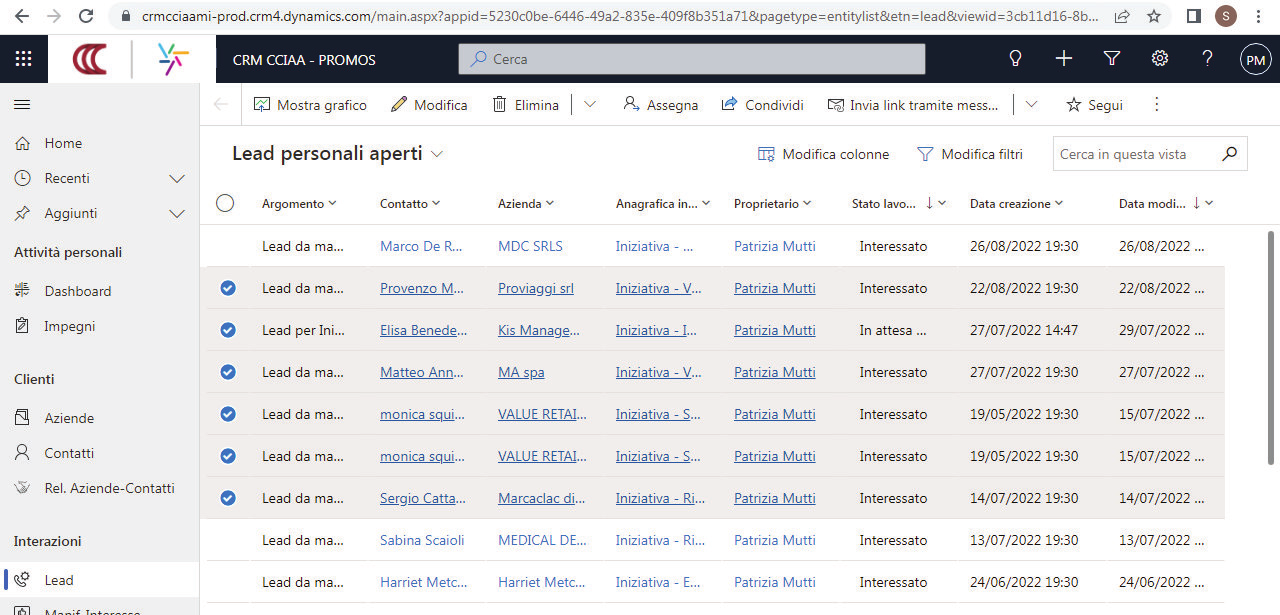 crmcciaami-prod.crm4.dynamics.com/main.aspx?appid=5230c0be-6446-49a2-835e-409f8b351a71&pagetype=entitylist&etn=lead&viewid=3cb11d16-8b...
S
CRM CCIAA - PROMOS
Cerca
PM
Mostra grafico
Modifica
Elimina
Assegna
Condividi
Invia link tramite mess...
Segui
Home
Recenti
Aggiunti
Attività personali
Dashboard
Impegni
Clienti
Aziende
Contatti
Rel. Aziende-Contatti
Interazioni
Lead
Manif. Interesse
Lead personali aperti
Modifica colonne
Modifica filtri
Cerca in questa vista
Argomento Contatto Azienda Anagrafica in... Proprietario Stato lavo... Data creazione Data modi...
Lead da ma... Marco De R... MDC SRLS Iniziativa - ... Patrizia Mutti Interessato 26/08/2022 19:30 26/08/2022 ...
Lead da ma... Provenzo M... Proviaggi srl Iniziativa - V... Patrizia Mutti Interessato 22/08/2022 19:30 22/08/2022 ...
Lead per Ini... Elisa Benede... Kis Manage... Iniziativa - I... Patrizia Mutti In attesa ... 27/07/2022 14:47 29/07/2022 ...
Lead da ma... Matteo Ann... MA spa Iniziativa - V... Patrizia Mutti Interessato 27/07/2022 19:30 27/07/2022 ...
Lead da ma... monica squi... VALUE RETAI... Iniziativa - S... Patrizia Mutti Interessato 19/05/2022 19:30 15/07/2022 ...
Lead da ma... monica squi... VALUE RETAI... Iniziativa - S... Patrizia Mutti Interessato 19/05/2022 19:30 15/07/2022 ...
Lead da ma... Sergio Catta... Marcaclac di... Iniziativa - Ri... Patrizia Mutti Interessato 14/07/2022 19:30 14/07/2022 ...
Lead da ma... Sabina Scaioli MEDICAL DE... Iniziativa - Ri... Patrizia Mutti Interessato 13/07/2022 19:30 13/07/2022 ...
Lead da ma... Harriet Metc... Harriet Metc... Iniziativa - E... Patrizia Mutti Interessato 24/06/2022 19:30 24/06/2022 ...